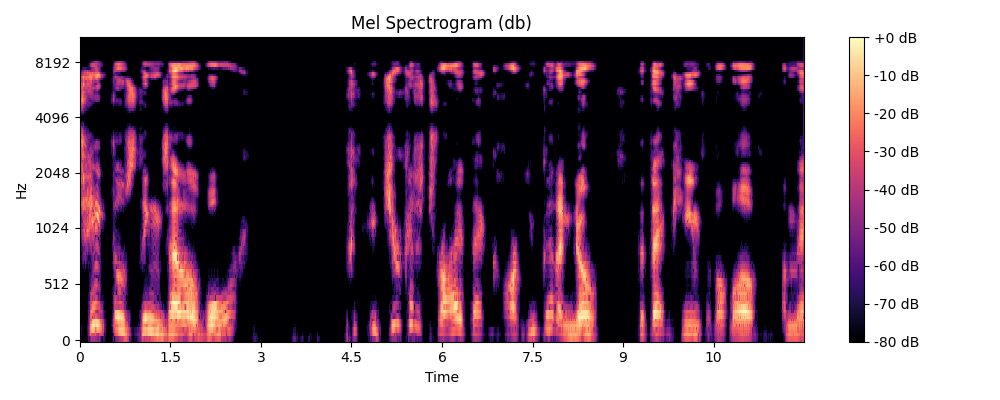 Mel Spectrogram (db)
8192
4096
2048
1024
512
0
Hz
0 1.5 3 4.5 6 7.5 9 10
Time
+0 dB
-10 dB
-20 dB
-30 dB
-40 dB
-50 dB
-60 dB
-70 dB
-80 dB